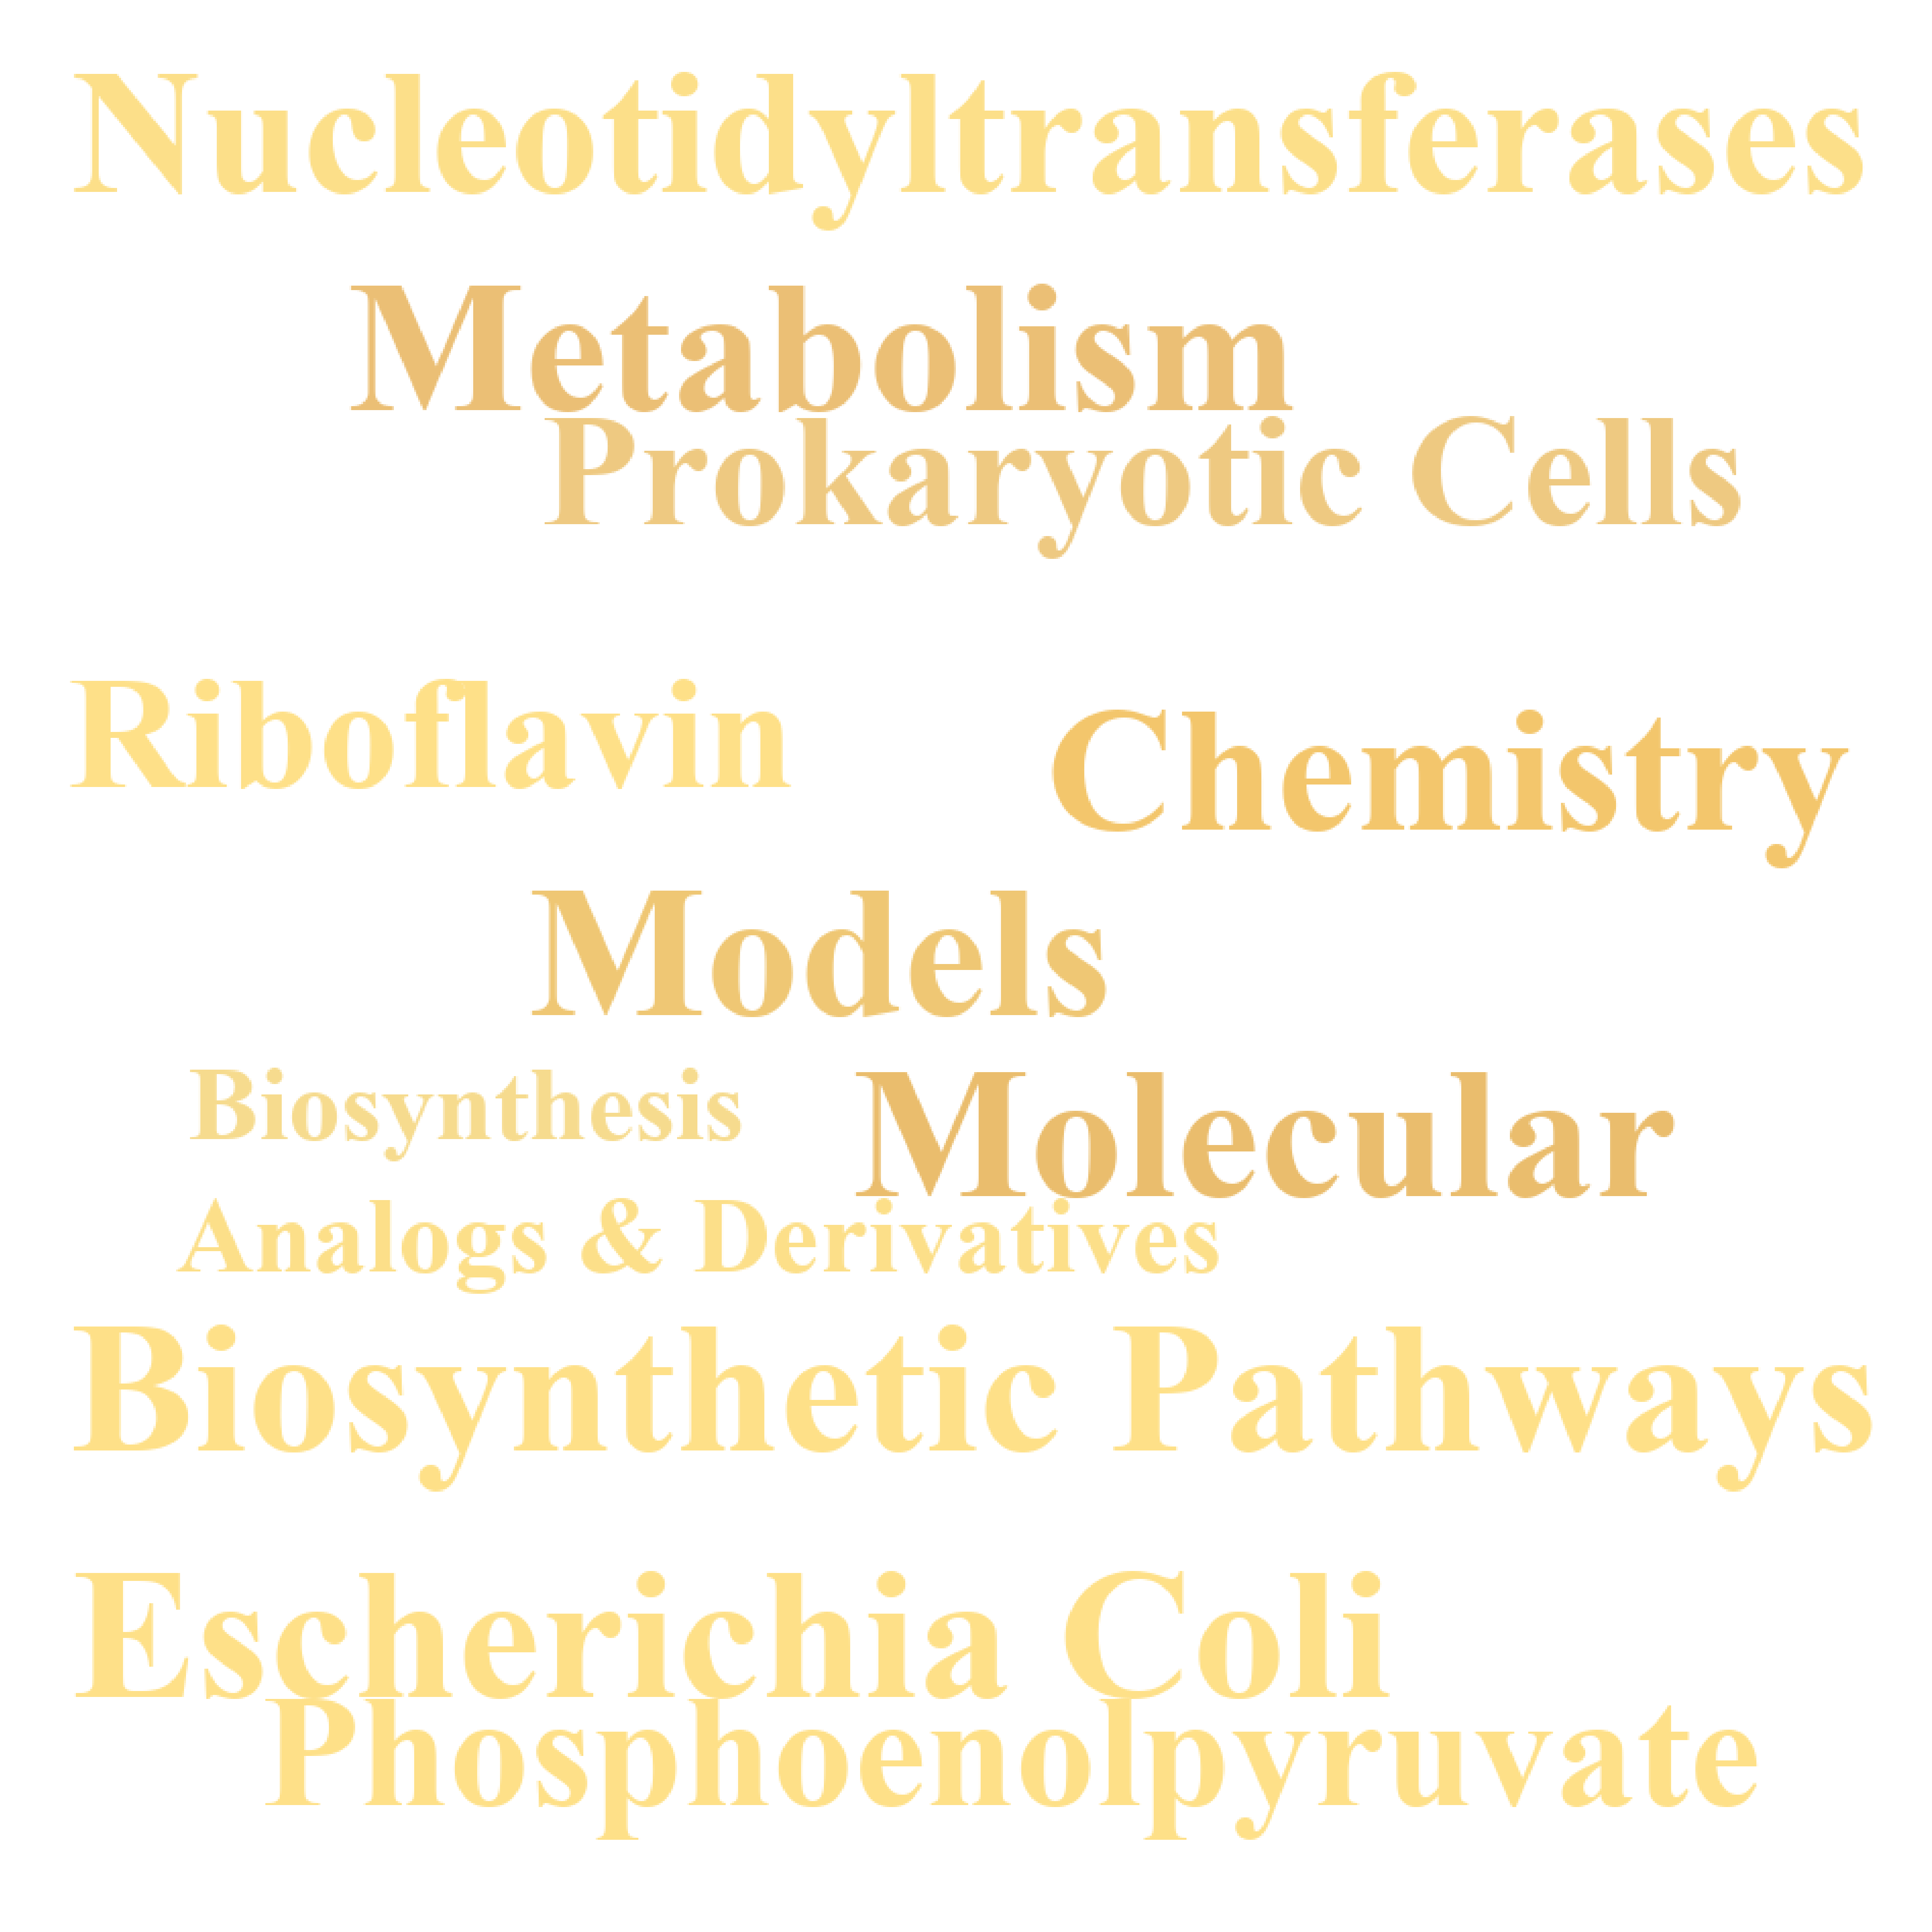 Nucleotidyltransferases
Metabolism
Prokaryotic Cells
Riboflavin
Chemistry
Models
Biosynthesis
Molecular
Analogs & Derivatives
Biosynthetic Pathways
Escherichia Coli
Phosphoenolpyruvate